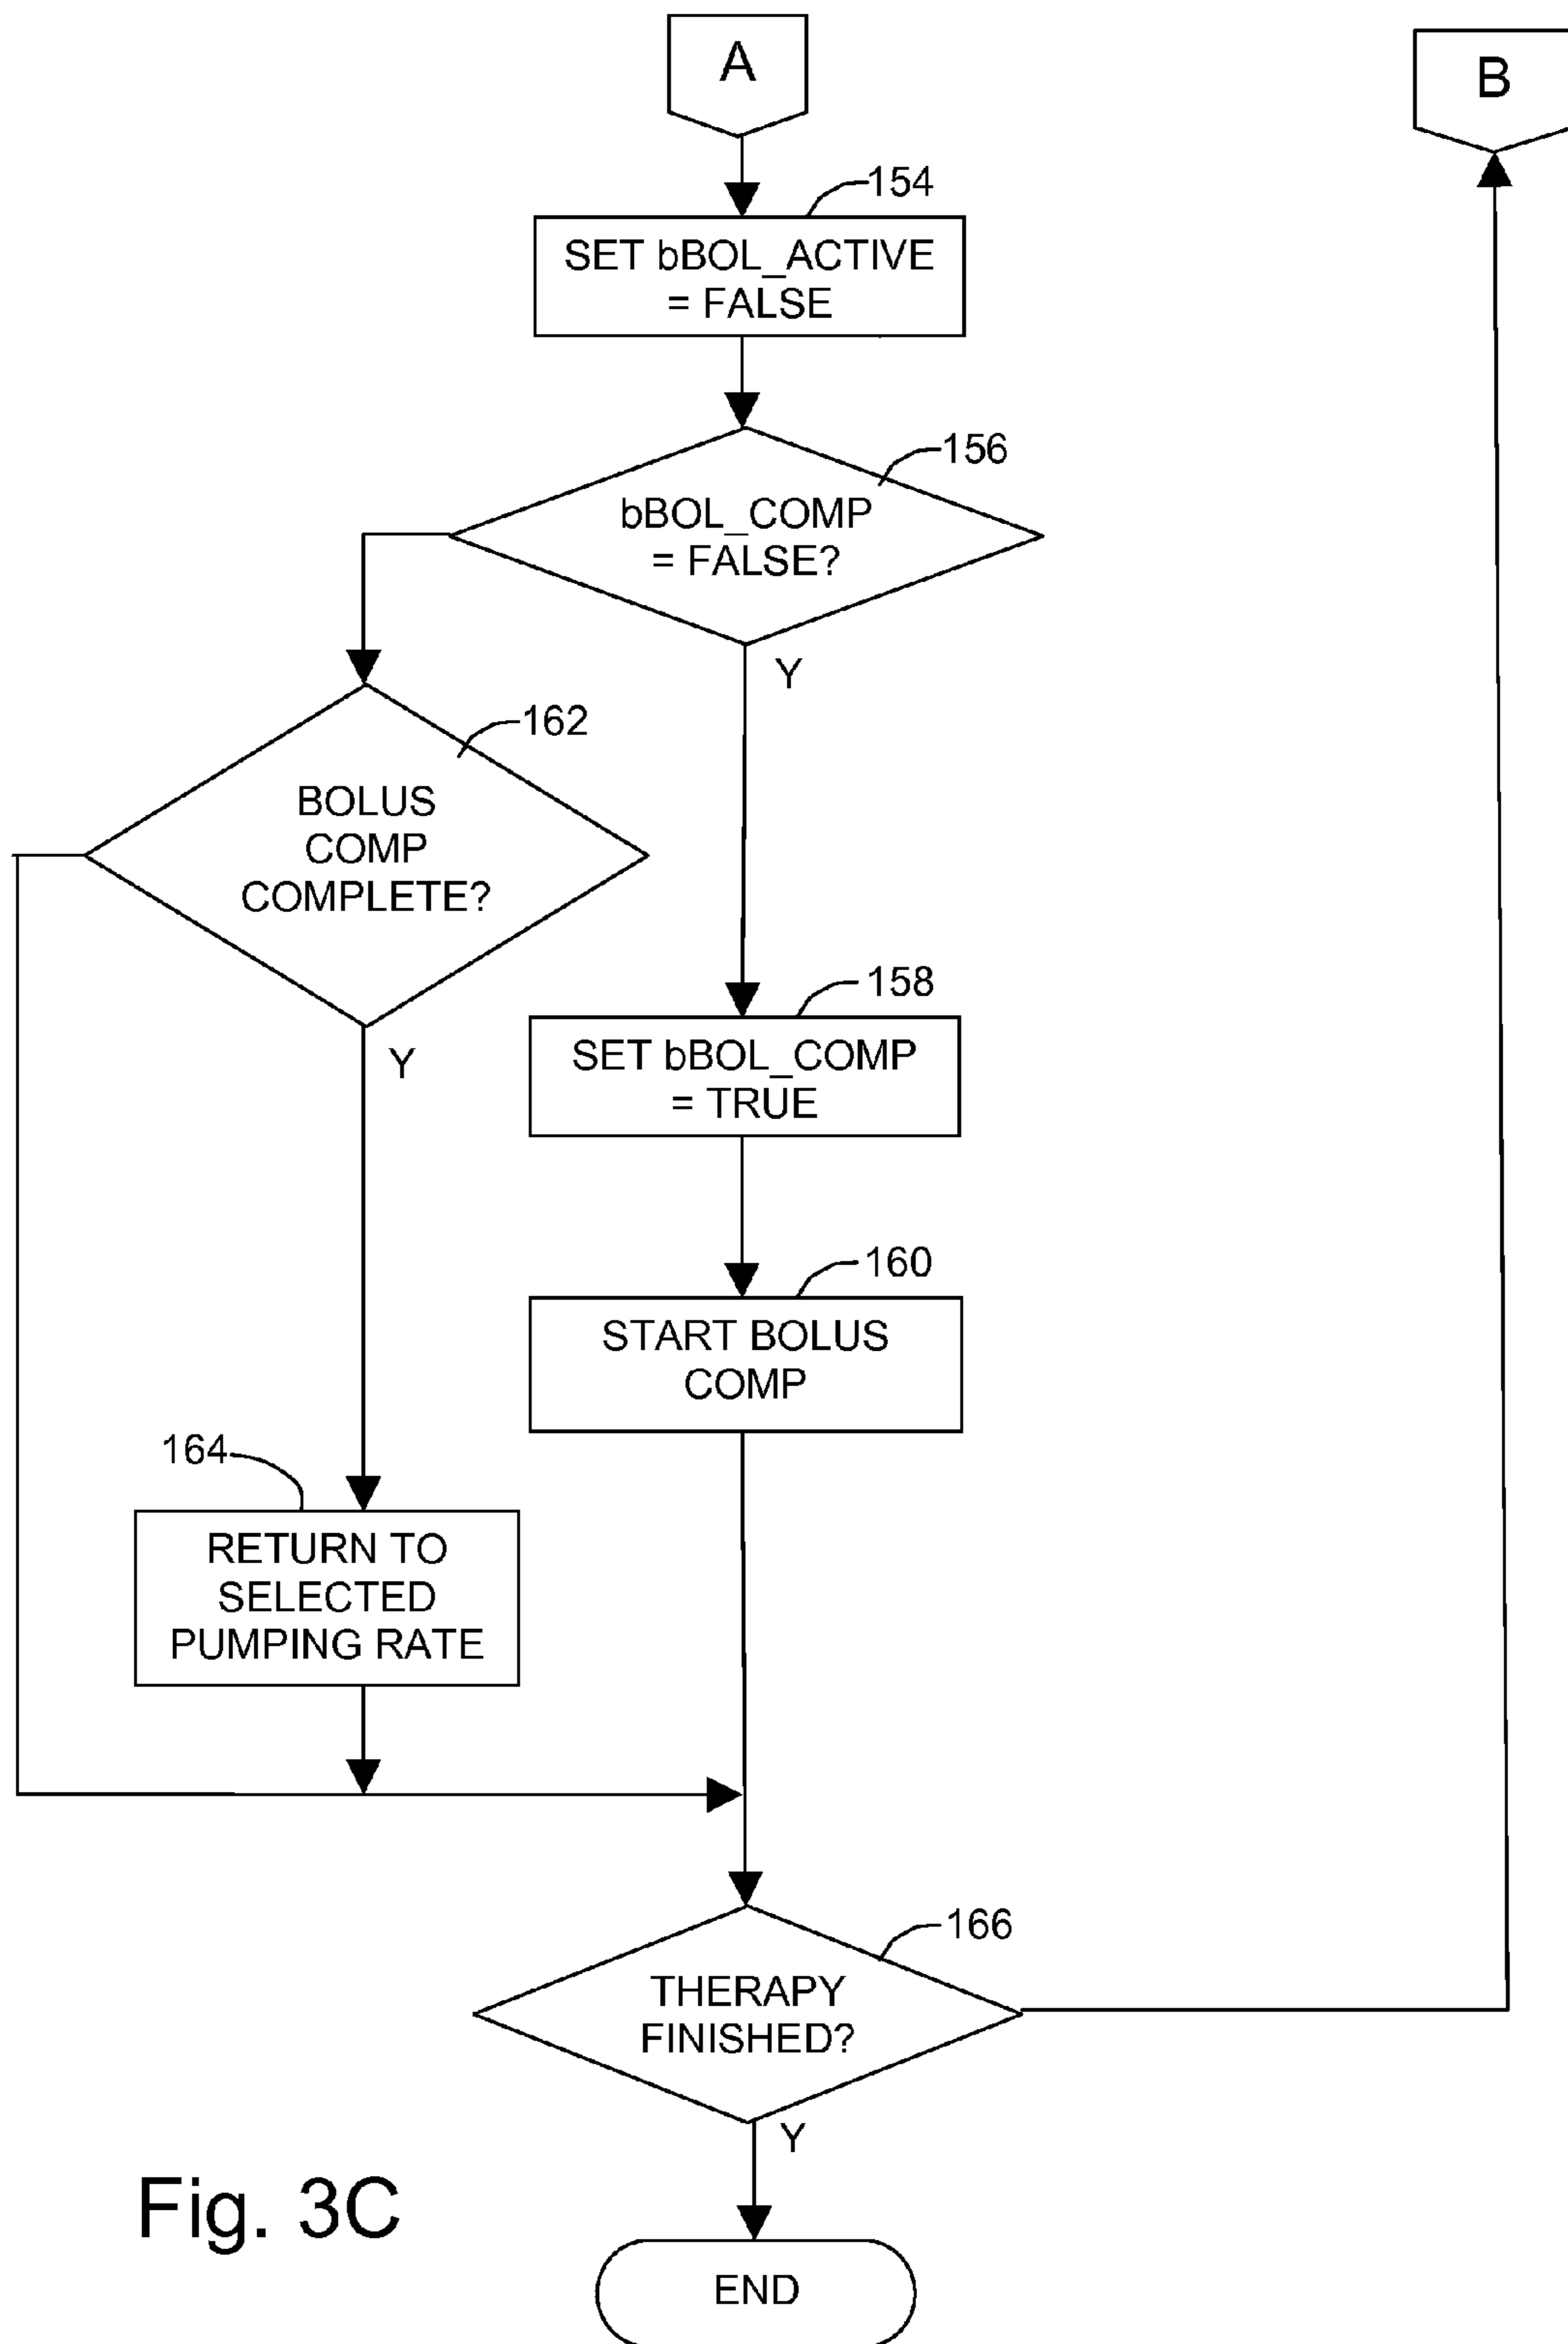 A
B
154
SET bBOL_ACTIVE
= FALSE
156
bBOL_COMP
= FALSE?
Y
162
BOLUS
COMP
COMPLETE?
Y
158
SET bBOL_COMP
= TRUE
160
START BOLUS
COMP
164
RETURN TO
SELECTED
PUMPING RATE
166
THERAPY
FINISHED?
Y
END
Fig. 3C